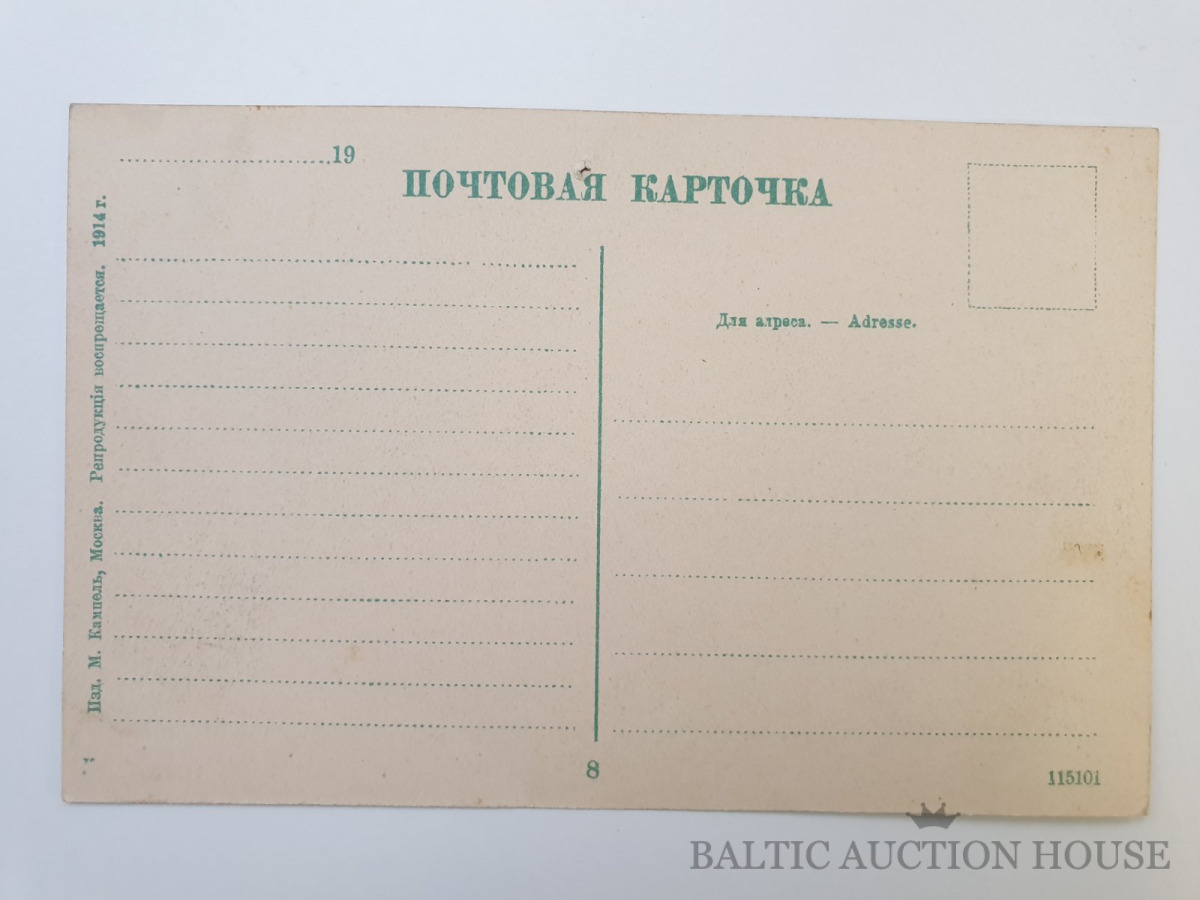 19
ПОЧТОВАЯ КАРТОЧКА
Изд. М. Кампель, Москва. Репродукція воспрещается. 1914 г.
Для адреса. — Adresse.
8
115101
BALTIC AUCTION HOUSE